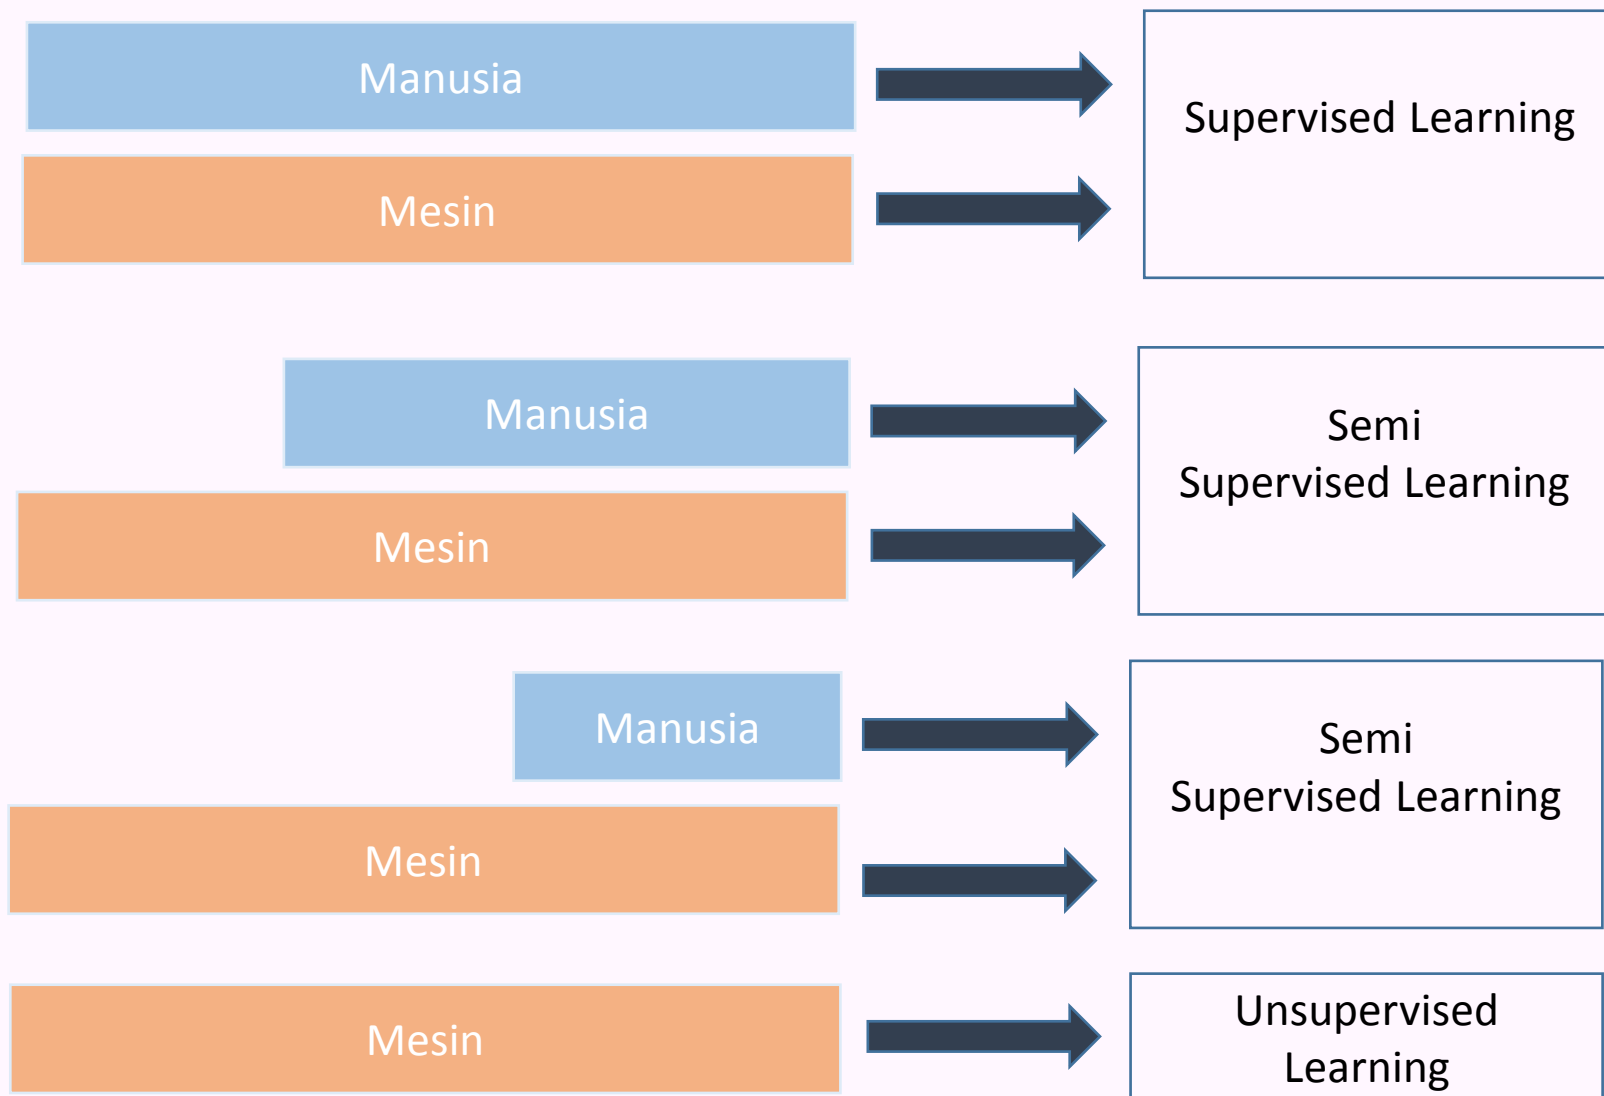 Manusia
Supervised Learning
Mesin
Manusia
Semi
Supervised Learning
Mesin
Manusia
Semi
Supervised Learning
Mesin
Unsupervised
Mesin
Learning